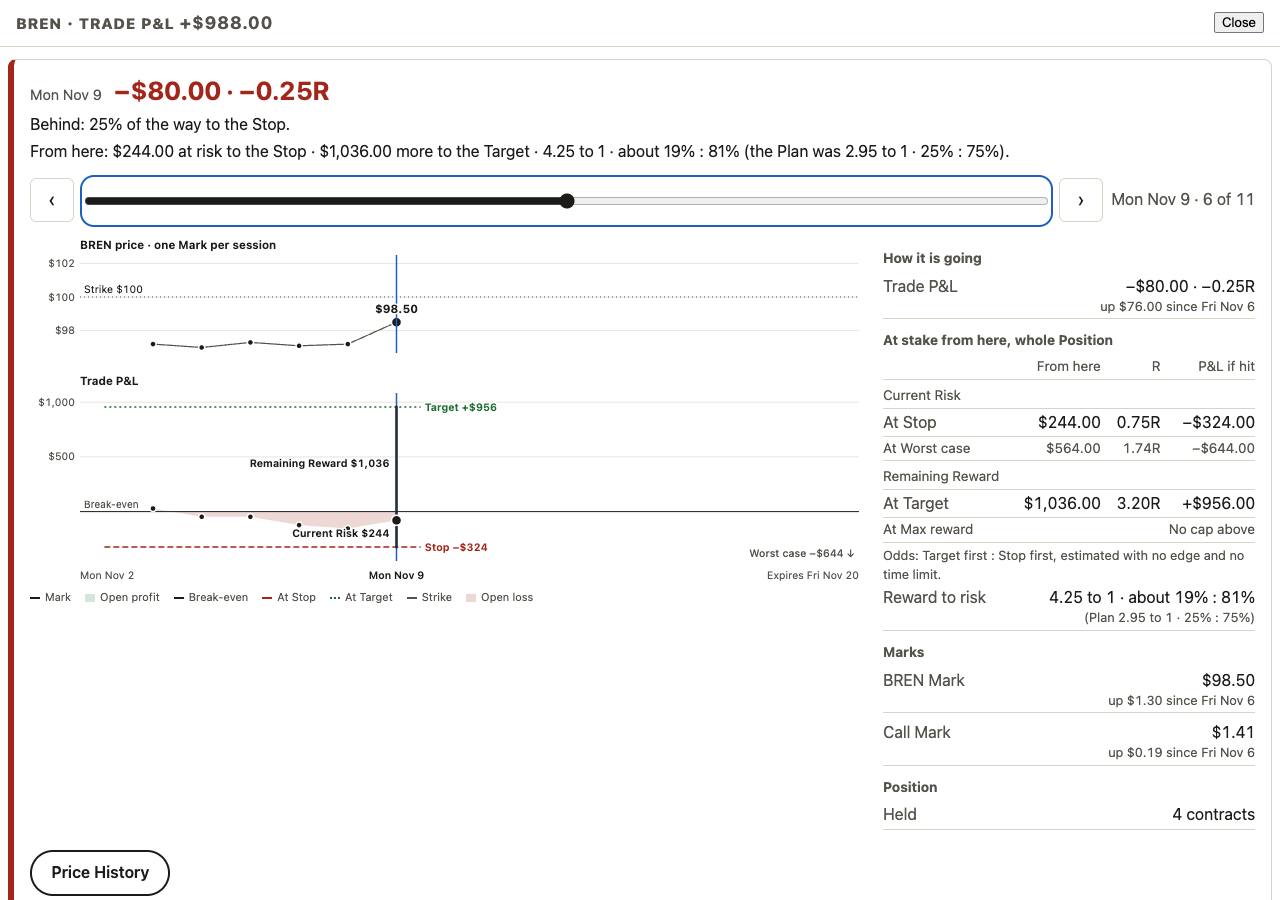 BREN · TRADE P&L +$988.00
Close
Mon Nov 9 −$80.00 · −0.25R
Behind: 25% of the way to the Stop.
From here: $244.00 at risk to the Stop · $1,036.00 more to the Target · 4.25 to 1 · about 19% : 81% (the Plan was 2.95 to 1 · 25% : 75%).
‹
›
Mon Nov 9 · 6 of 11
BREN price · one Mark per session
$102
Strike $100
$100
$98.50
$98
Trade P&L
$1,000
Target +$956
$500
Remaining Reward $1,036
Break-even
Current Risk $244
Stop −$324
Worst case −$644 ↓
Mon Nov 2
Mon Nov 9
Expires Fri Nov 20
Mark
Open profit
Break-even
At Stop
At Target
Strike
Open loss
How it is going
Trade P&L −$80.00 · −0.25R
up $76.00 since Fri Nov 6
At stake from here, whole Position
From here R P&L if hit
Current Risk
At Stop $244.00 0.75R −$324.00
At Worst case $564.00 1.74R −$644.00
Remaining Reward
At Target $1,036.00 3.20R +$956.00
At Max reward No cap above
Odds: Target first : Stop first, estimated with no edge and no
time limit.
Reward to risk 4.25 to 1 · about 19% : 81%
(Plan 2.95 to 1 · 25% : 75%)
Marks
BREN Mark $98.50
up $1.30 since Fri Nov 6
Call Mark $1.41
up $0.19 since Fri Nov 6
Position
Held 4 contracts
Price History